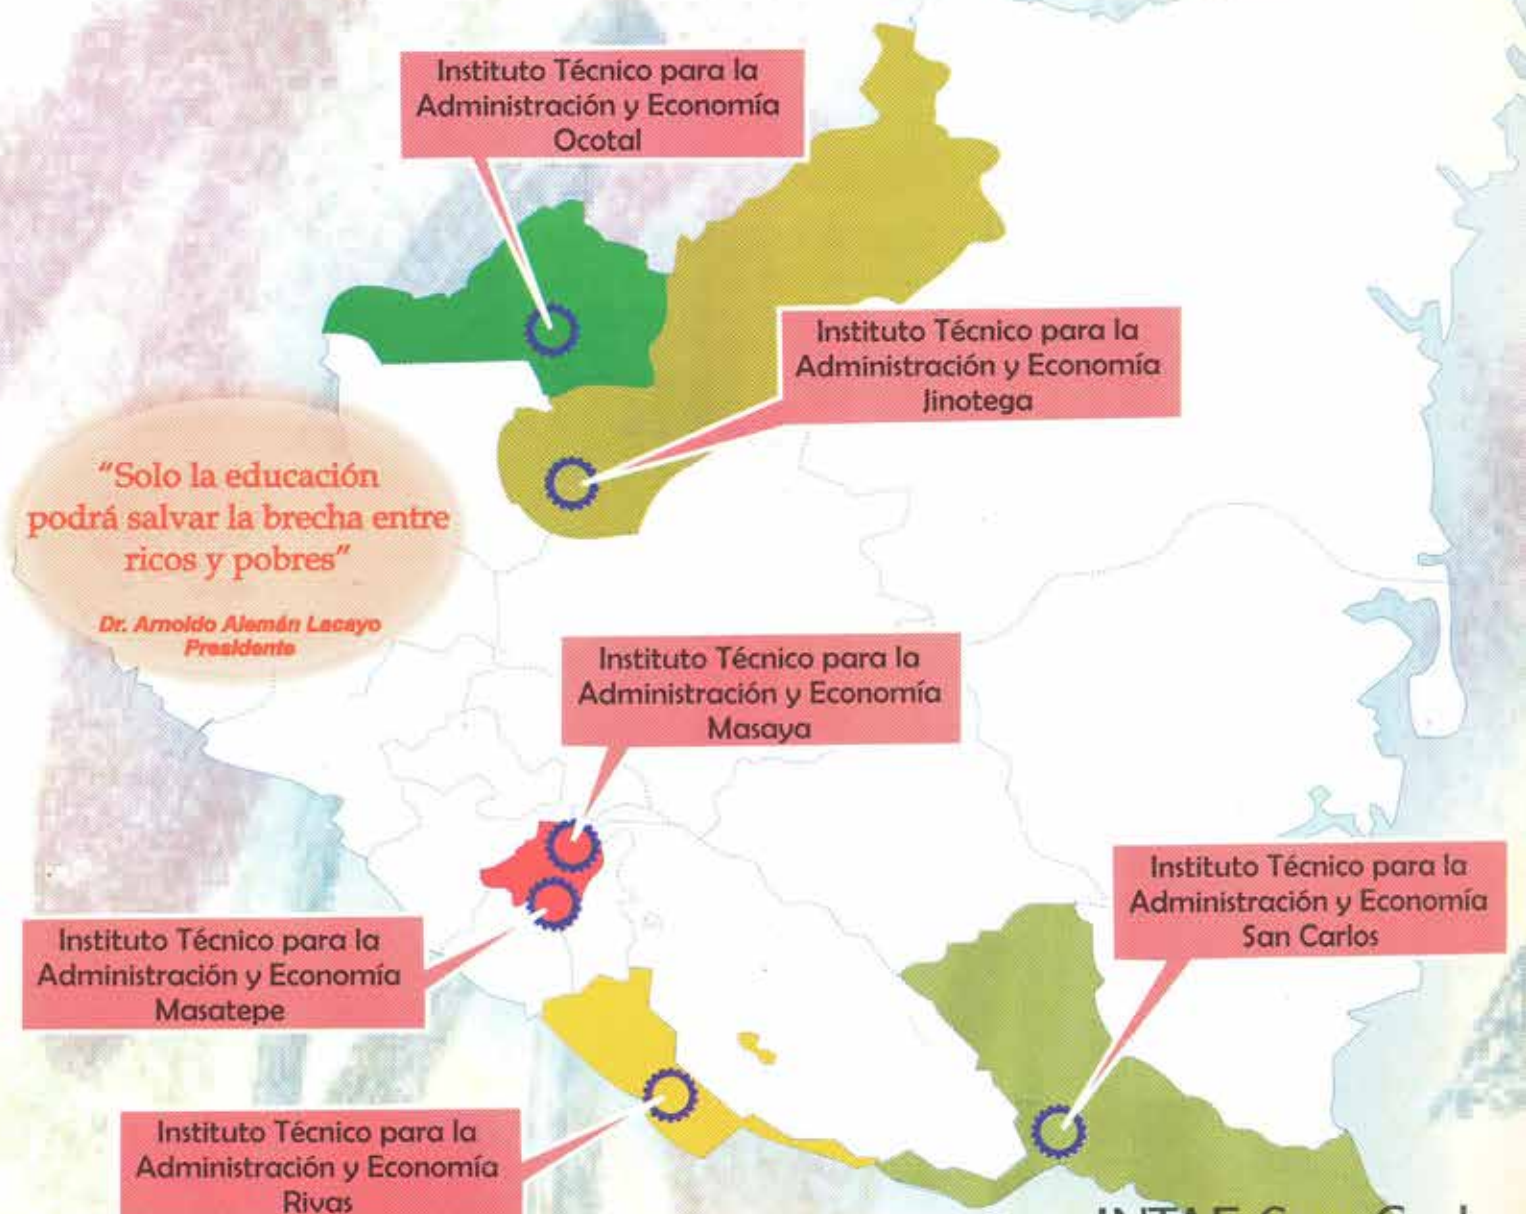 Instituto Técnico para la
Administración y Economía
Ocotal
Instituto Técnico para la
Administración y Economía
Jinotega
"Solo la educación
podrá salvar la brecha entre
ricos y pobres"
Dr. Arnoldo Alemán Lacayo
Presidente
Instituto Técnico para la
Administración y Economía
Masaya
Instituto Técnico para la
Administración y Economía
San Carlos
Instituto Técnico para la
Administración y Economía
Masatepe
Instituto Técnico para la
Administración y Economía
Rivas